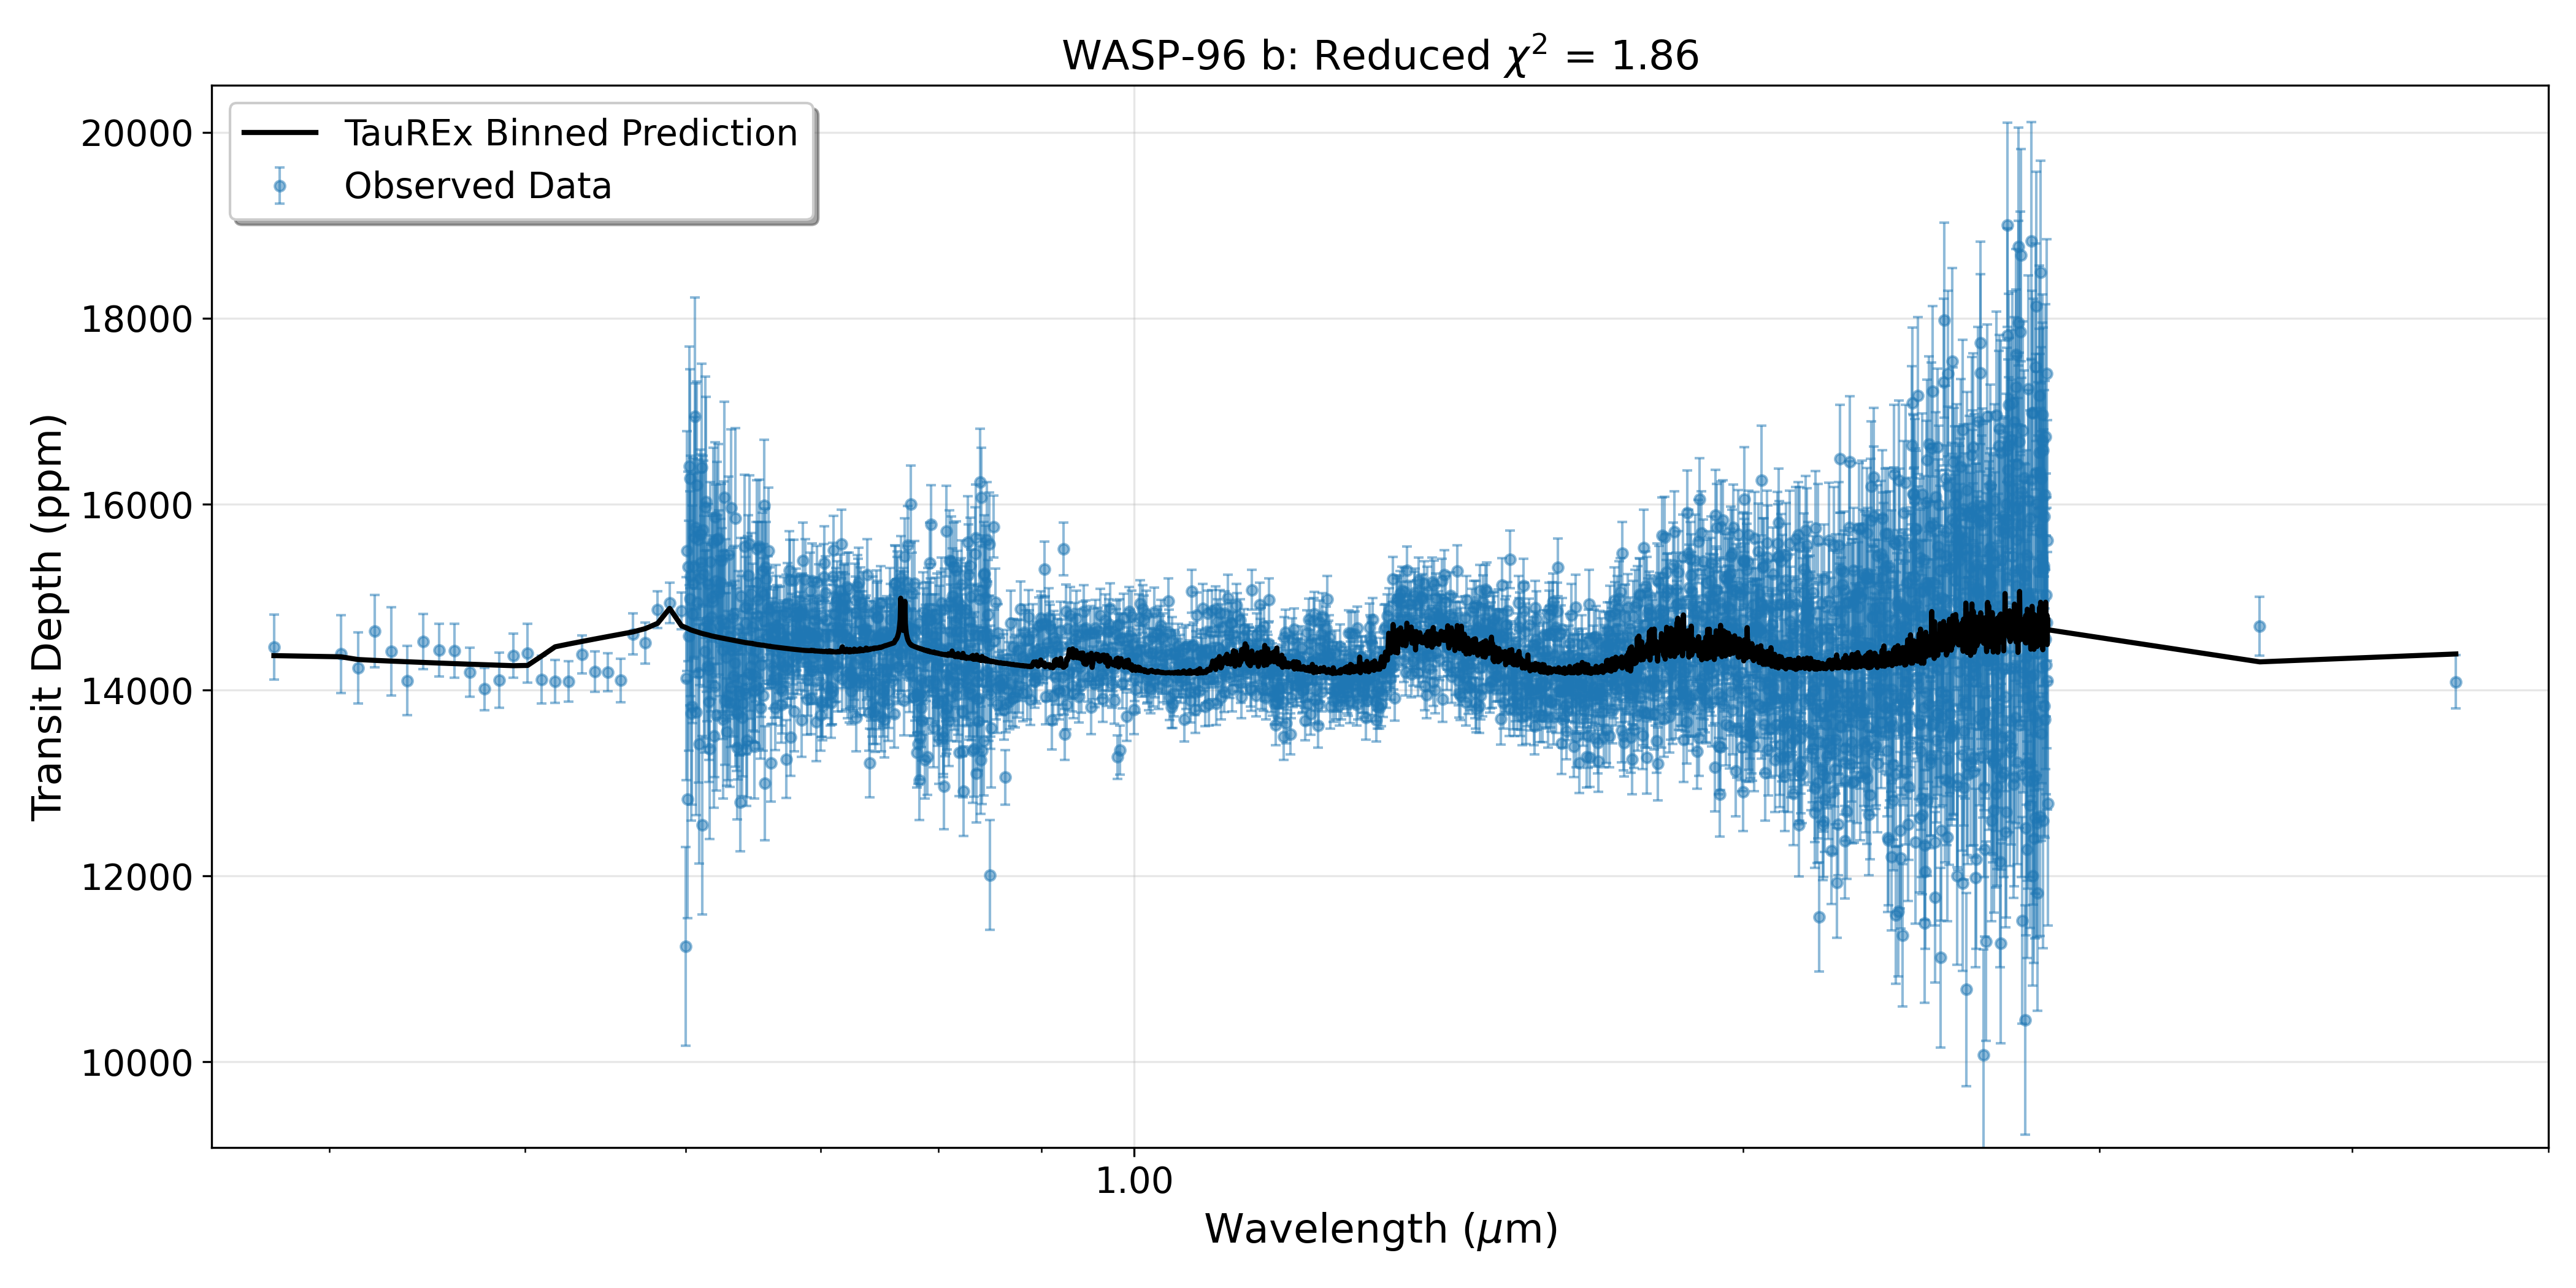 WASP-96 b: Reduced χ² = 1.86
TauREx Binned Prediction
Observed Data
20000
18000
16000
14000
12000
10000
Transit Depth (ppm)
1.00
Wavelength (μm)